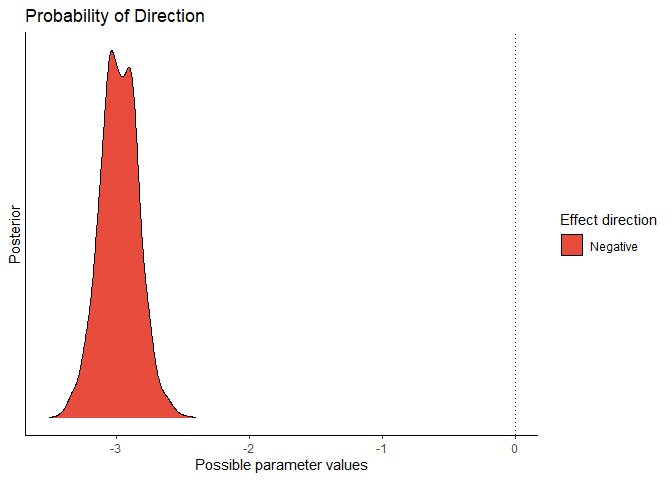 Probability of Direction
Posterior
-3
-2
-1
0
Possible parameter values
Effect direction
Negative